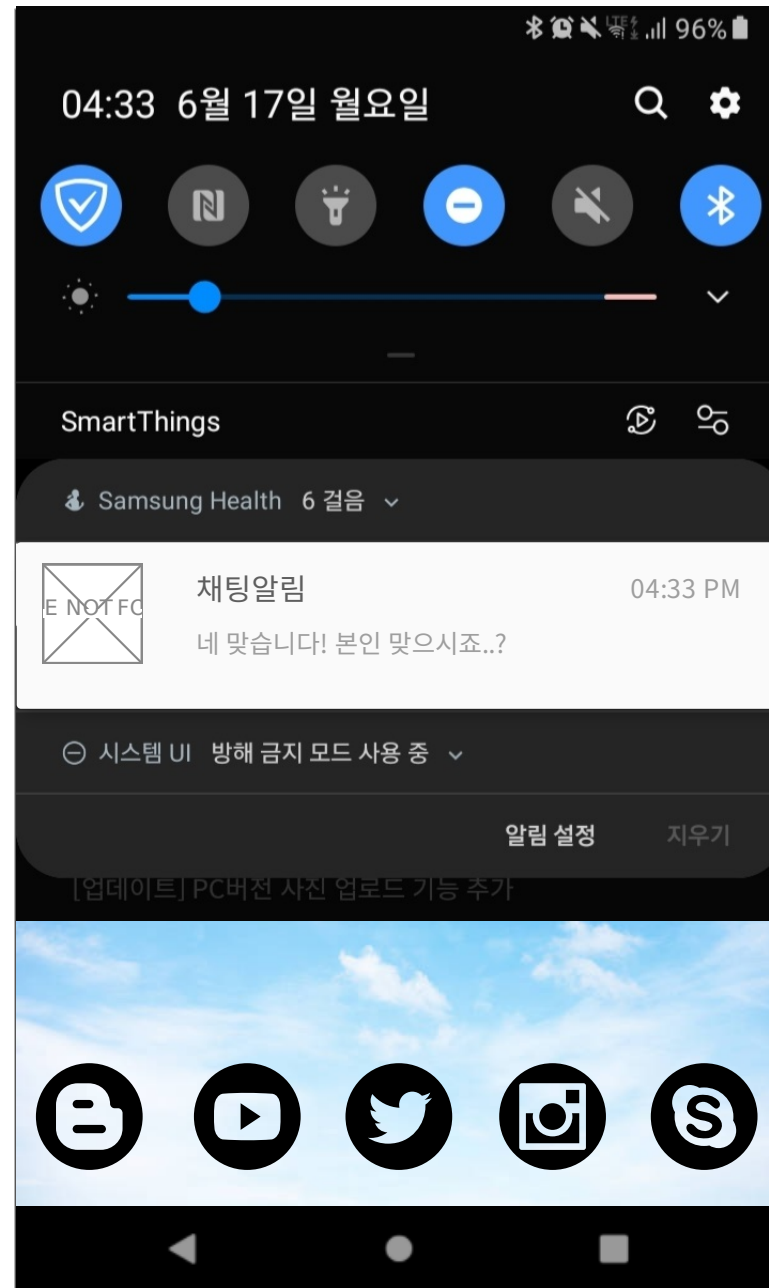 LTE 96%
04:33 6월 17일 월요일
SmartThings
Samsung Health 6 걸음
E NOT FO
채팅알림 04:33 PM
네 맞습니다! 본인 맞으시죠..?
시스템 UI 방해 금지 모드 사용 중
알림 설정 지우기
[업데이트] PC버전 사진 업로드 기능 추가